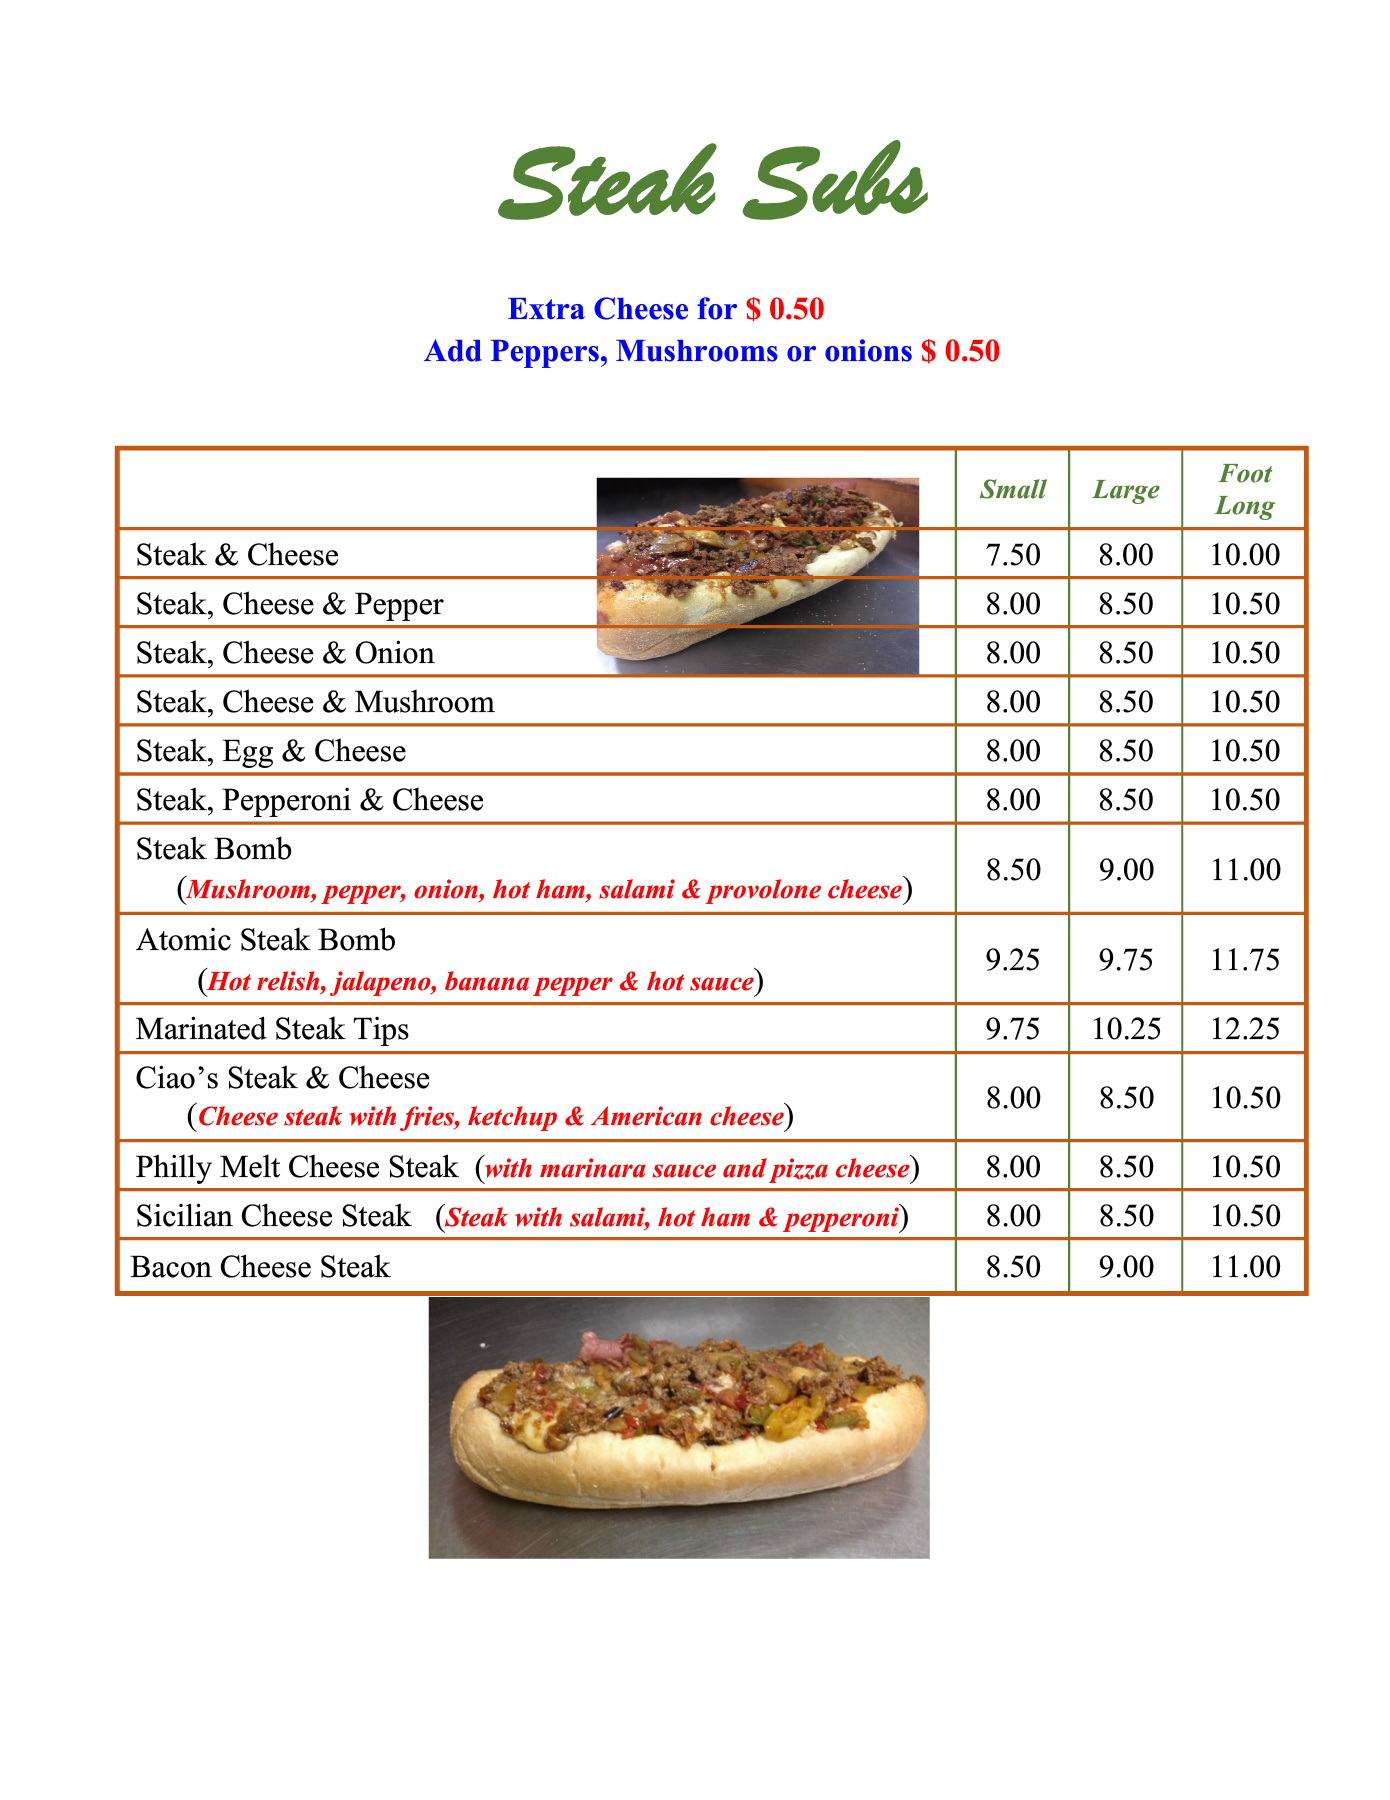 Steak Subs
Extra Cheese for $ 0.50
Add Peppers, Mushrooms or onions $ 0.50
Small Large Foot Long
Steak & Cheese 7.50 8.00 10.00
Steak, Cheese & Pepper 8.00 8.50 10.50
Steak, Cheese & Onion 8.00 8.50 10.50
Steak, Cheese & Mushroom 8.00 8.50 10.50
Steak, Egg & Cheese 8.00 8.50 10.50
Steak, Pepperoni & Cheese 8.00 8.50 10.50
Steak Bomb
(Mushroom, pepper, onion, hot ham, salami & provolone cheese) 8.50 9.00 11.00
Atomic Steak Bomb
(Hot relish, jalapeno, banana pepper & hot sauce) 9.25 9.75 11.75
Marinated Steak Tips 9.75 10.25 12.25
Ciao’s Steak & Cheese
(Cheese steak with fries, ketchup & American cheese) 8.00 8.50 10.50
Philly Melt Cheese Steak (with marinara sauce and pizza cheese) 8.00 8.50 10.50
Sicilian Cheese Steak (Steak with salami, hot ham & pepperoni) 8.00 8.50 10.50
Bacon Cheese Steak 8.50 9.00 11.00